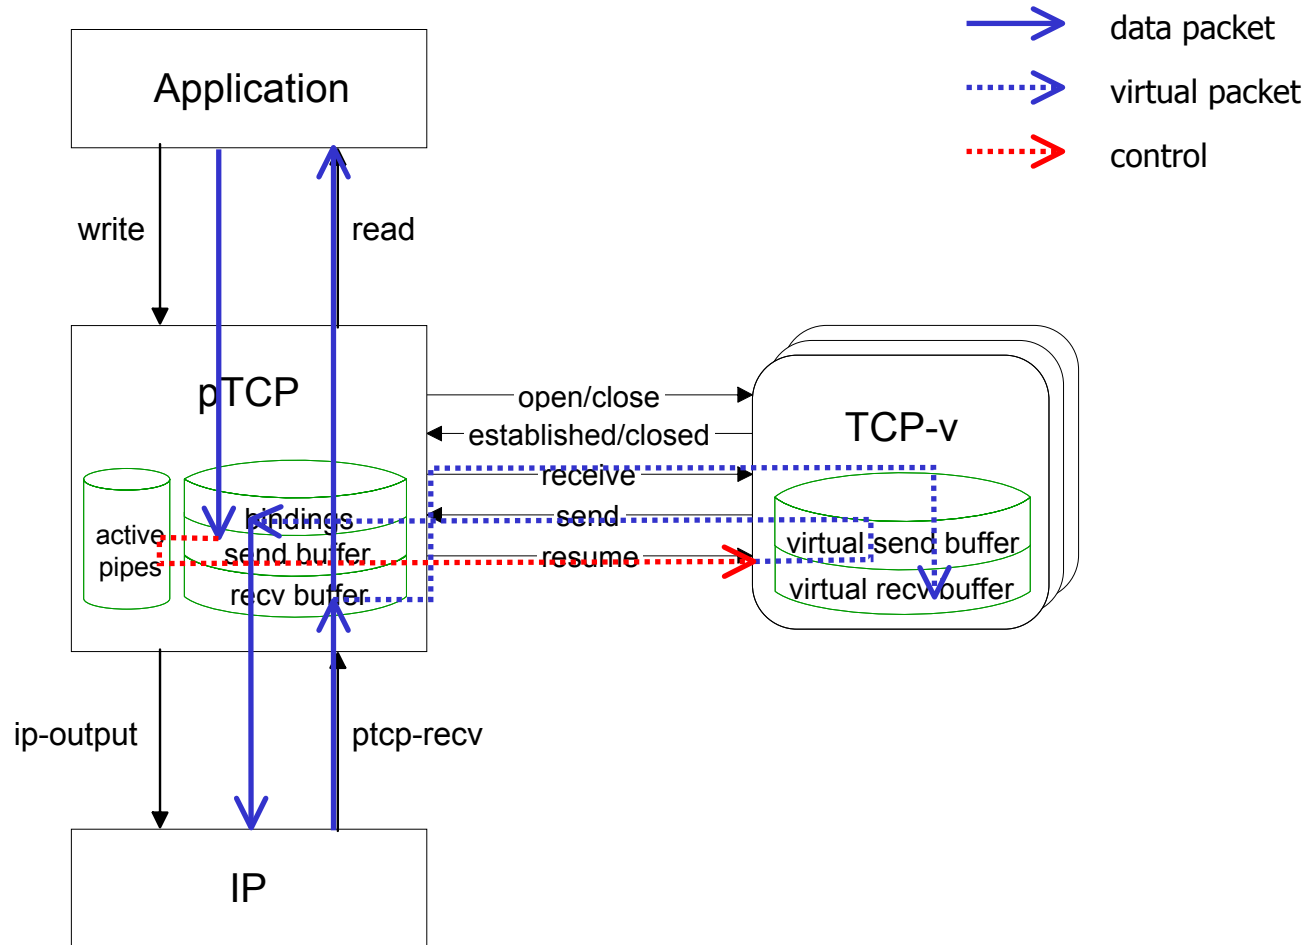 data packet
virtual packet
control
Application
write
read
pTCP
open/close
established/closed
TCP-v
receive
bindings
send
active
pipes
send buffer
resume
virtual send buffer
recv buffer
virtual recv buffer
ip-output
ptcp-recv
IP